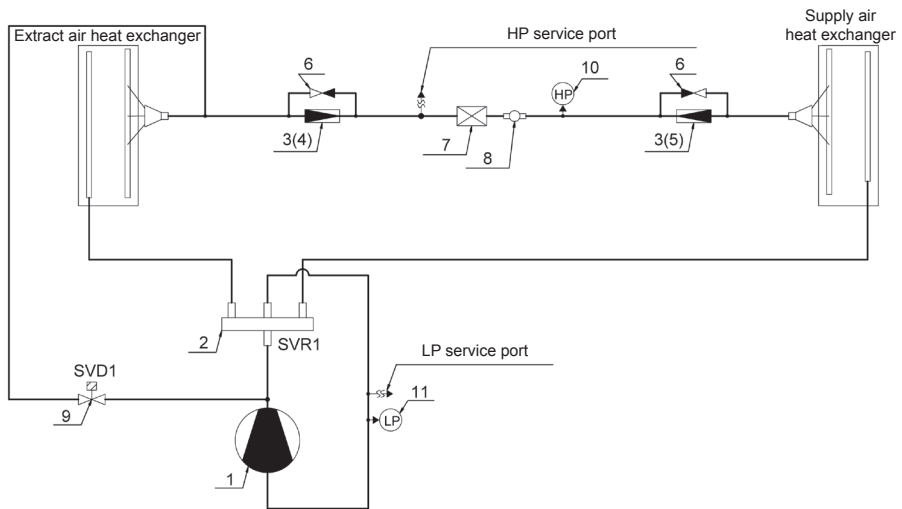 Supply air
heat exchanger
Extract air heat exchanger
HP service port
6
10
6
HP
3(4)
7
8
3(5)
2
SVR1
SVD1
LP service port
11
9
LP
1